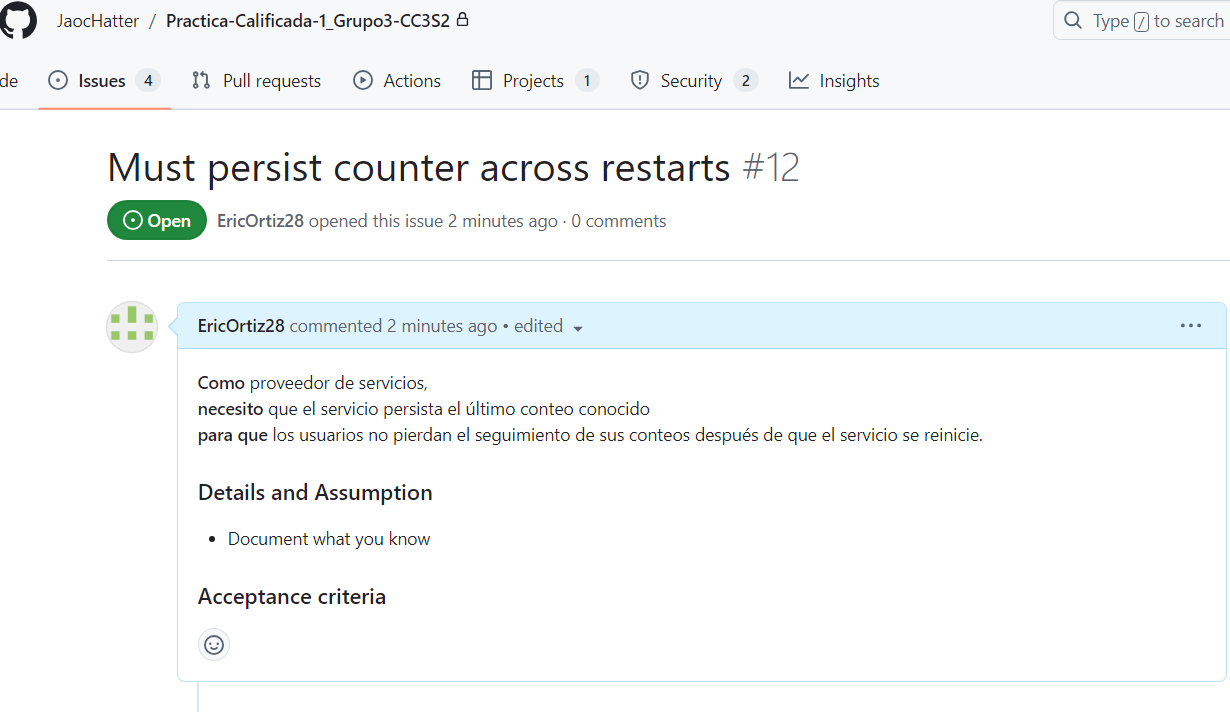 JaocHatter / Practica-Calificada-1_Grupo3-CC3S2
Type / to search
de Issues 4 Pull requests Actions Projects 1 Security 2 Insights
Must persist counter across restarts #12
Open EricOrtiz28 opened this issue 2 minutes ago · 0 comments
EricOrtiz28 commented 2 minutes ago • edited
Como proveedor de servicios,
necesito que el servicio persista el último conteo conocido
para que los usuarios no pierdan el seguimiento de sus conteos después de que el servicio se reinicie.
Details and Assumption
• Document what you know
Acceptance criteria